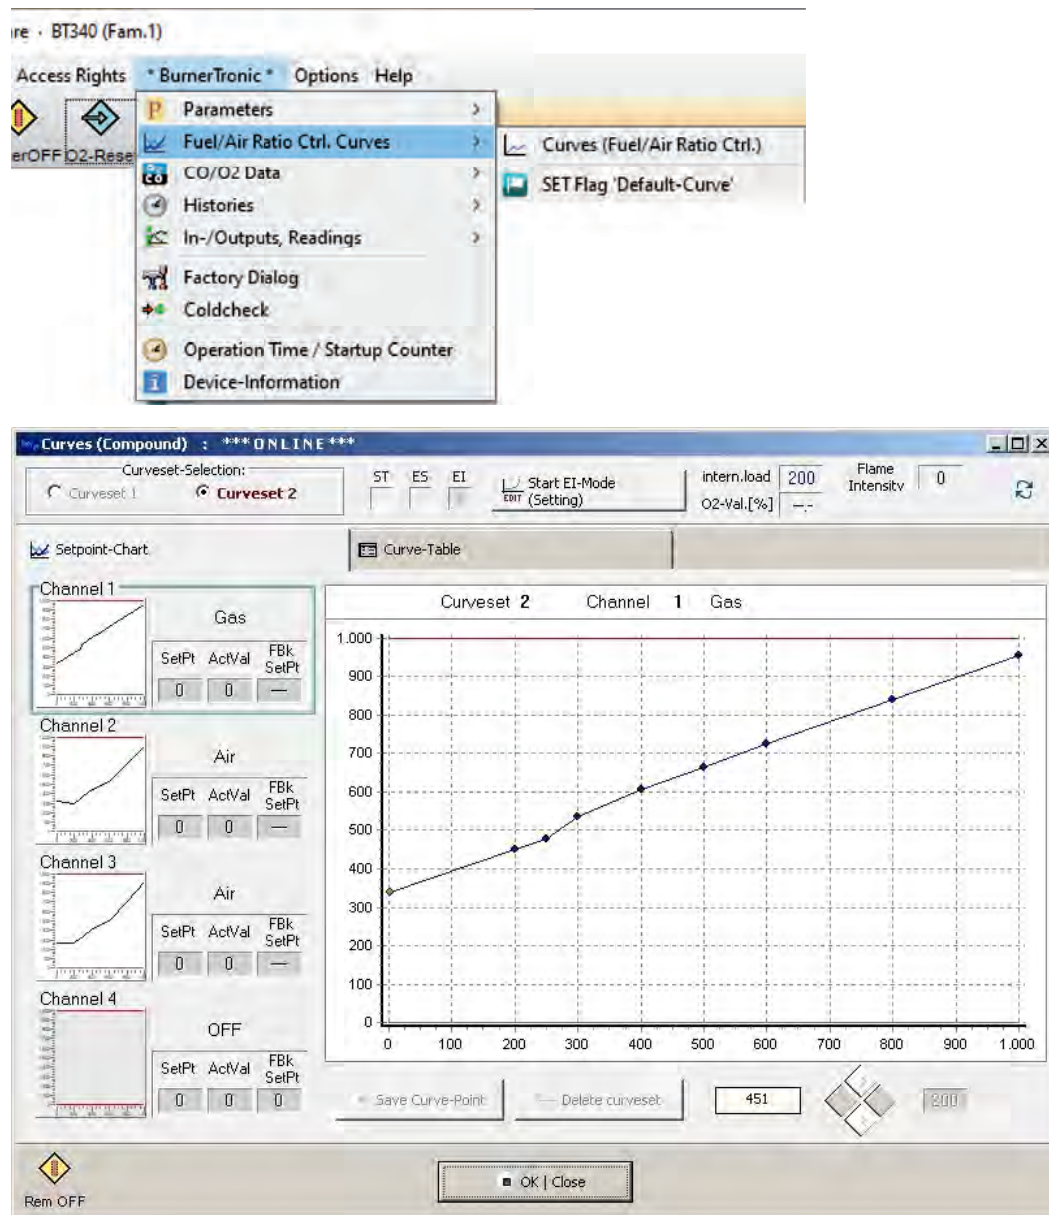 re · BT340 (Fam.1)
Access Rights * BurnerTronic * Options Help
erOFF O2-Rese
Parameters
Fuel/Air Ratio Ctrl. Curves
Curves (Fuel/Air Ratio Ctrl.)
CO/O2 Data
SET Flag 'Default-Curve'
Histories
In-/Outputs, Readings
Factory Dialog
Coldcheck
Operation Time / Startup Counter
Device-Information
Curves (Compound) : ***ONLINE***
Curveset-Selection:
Curveset 1 Curveset 2
ST ES EI
EDIT
Start EI-Mode
(Setting)
intern.load 200
O2-Val.[%] --.-
Flame
Intensity 0
Setpoint-Chart
Curve-Table
Channel 1
Gas
SetPt ActVal FBk SetPt
0 0 —
Channel 2
Air
SetPt ActVal FBk SetPt
0 0 —
Channel 3
Air
SetPt ActVal FBk SetPt
0 0 —
Channel 4
OFF
SetPt ActVal FBk SetPt
0 0 0
Curveset 2 Channel 1 Gas
1.000
900
800
700
600
500
400
300
200
100
0
0 100 200 300 400 500 600 700 800 900 1.000
Save Curve-Point
Delete curveset
451
200
Rem OFF
OK | Close